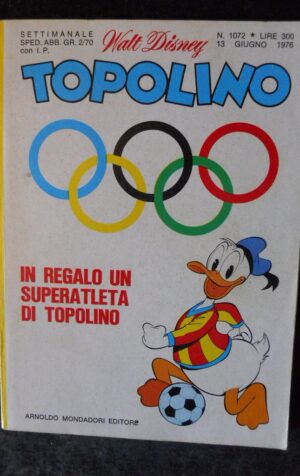 SETTIMANALE
SPED. ABB. GR. 2/70
con I. P.
Walt Disney
N. 1072 * LIRE 300
13 GIUGNO 1976
TOPOLINO
IN REGALO UN
SUPERATLETA
DI TOPOLINO
ARNOLDO MONDADORI EDITORE